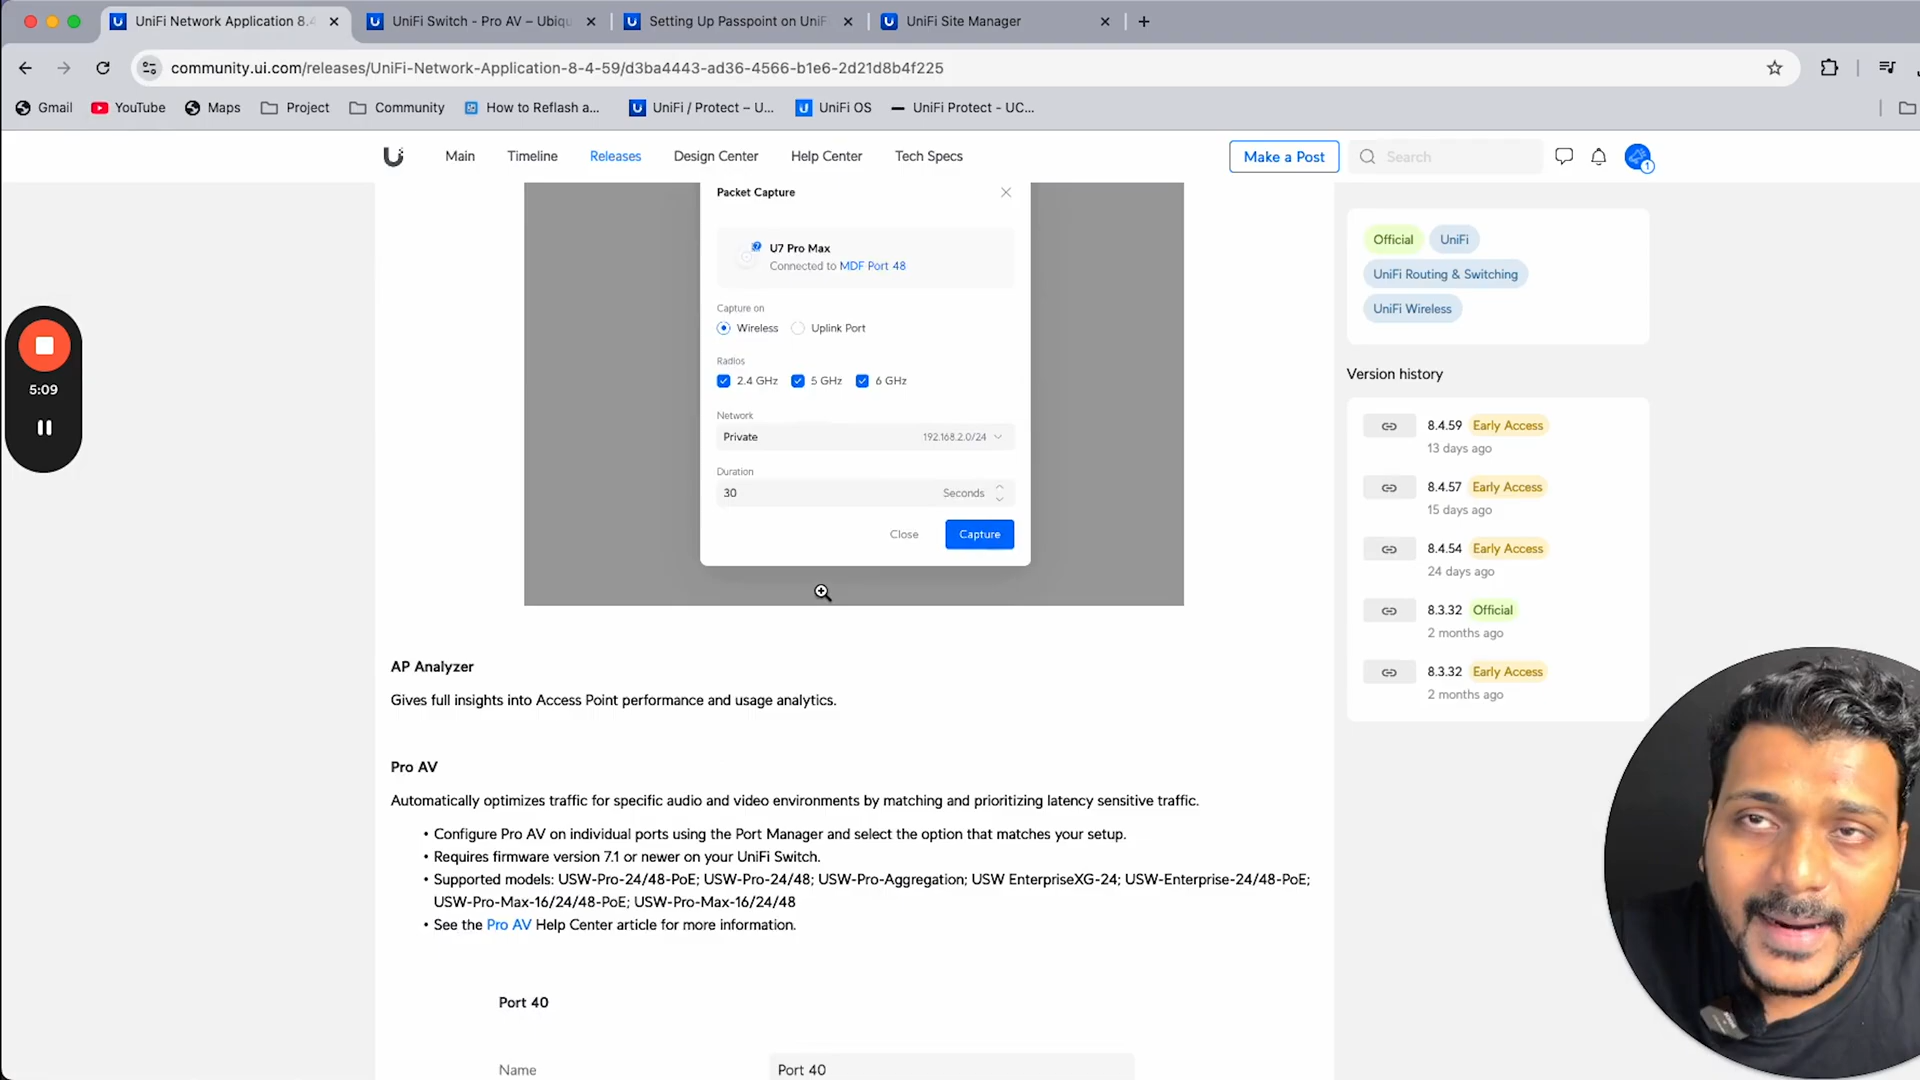 UniFi Network Application 8.4
UniFi Switch - Pro AV – Ubiqu
Setting Up Passpoint on UniF
UniFi Site Manager
community.ui.com/releases/UniFi-Network-Application-8-4-59/d3ba4443-ad36-4566-b1e6-2d21d8b4f225
Gmail
YouTube
Maps
Project
Community
How to Reflash a...
UniFi / Protect – U...
UniFi OS
UniFi Protect - UC...
Main
Timeline
Releases
Design Center
Help Center
Tech Specs
Make a Post
Search
1
Packet Capture
U7 Pro Max
Connected to MDF Port 48
Capture on
Wireless
Uplink Port
Radios
2.4 GHz
5 GHz
6 GHz
Network
Private
192.168.2.0/24
Duration
30
Seconds
Close
Capture
5:09
AP Analyzer
Gives full insights into Access Point performance and usage analytics.
Pro AV
Automatically optimizes traffic for specific audio and video environments by matching and prioritizing latency sensitive traffic.
• Configure Pro AV on individual ports using the Port Manager and select the option that matches your setup.
• Requires firmware version 7.1 or newer on your UniFi Switch.
• Supported models: USW-Pro-24/48-PoE; USW-Pro-24/48; USW-Pro-Aggregation; USW EnterpriseXG-24; USW-Enterprise-24/48-PoE;
USW-Pro-Max-16/24/48-PoE; USW-Pro-Max-16/24/48
• See the Pro AV Help Center article for more information.
Port 40
Name
Port 40
Official
UniFi
UniFi Routing & Switching
UniFi Wireless
Version history
8.4.59 Early Access
13 days ago
8.4.57 Early Access
15 days ago
8.4.54 Early Access
24 days ago
8.3.32 Official
2 months ago
8.3.32 Early Access
2 months ago